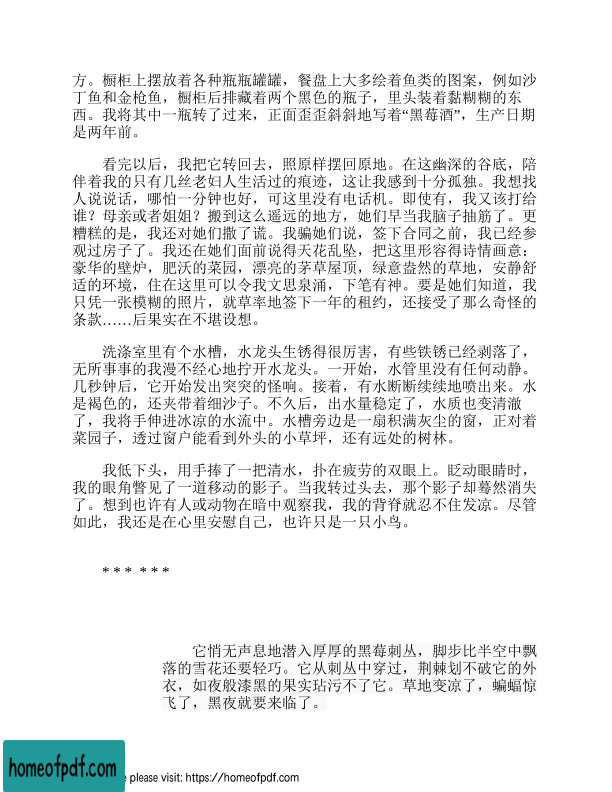 方。橱柜上摆放着各种瓶瓶罐罐，餐盘上大多绘着鱼类的图案，例如沙
丁鱼和金枪鱼，橱柜后排藏着两个黑色的瓶子，里头装着黏糊糊的东
西。我将其中一瓶转了过来，正面歪歪斜斜地写着“黑莓酒”，生产日期
是两年前。
看完以后，我把它转回去，照原样摆回原地。在这幽深的谷底，陪
伴着我的只有几丝老妇人生活过的痕迹，这让我感到十分孤独。我想找
人说说话，哪怕一分钟也好，可这里没有电话机。即使有，我又该打给
谁？母亲或者姐姐？搬到这么遥远的地方，她们早当我脑子抽筋了。更
糟糕的是，我还对她们撒了谎。我骗她们说，签下合同之前，我已经参
观过房子了。我还在她们面前说得天花乱坠，把这里形容得诗情画意：
豪华的壁炉，肥沃的菜园，漂亮的茅草屋顶，绿意盎然的草地，安静舒
适的环境，住在这里可以令我文思泉涌，下笔有神。要是她们知道，我
只凭一张模糊的照片，就草率地签下一年的租约，还接受了那么奇怪的
条款……后果实在不堪设想。
洗涤室里有个水槽，水龙头生锈得很厉害，有些铁锈已经剥落了，
无所事事的我漫不经心地拧开水龙头。一开始，水管里没有任何动静。
几秒钟后，它开始发出突突的怪响。接着，有水断断续续地喷出来。水
是褐色的，还夹带着细沙子。不久后，出水量稳定了，水质也变清澈
了，我将手伸进冰凉的水流中。水槽旁边是一扇积满灰尘的窗，正对着
菜园子，透过窗户能看到外头的小草坪，还有远处的树林。
我低下头，用手捧了一把清水，扑在疲劳的双眼上。眨动眼睛时，
我的眼角瞥见了一道移动的影子。当我转过头去，那个影子却蓦然消失
了。想到也许有人或动物在暗中观察我，我的背脊就忍不住发凉。尽管
如此，我还是在心里安慰自己，也许只是一只小鸟。
* * * * * *
它悄无声息地潜入厚厚的黑莓刺丛，脚步比半空中飘
落的雪花还要轻巧。它从刺丛中穿过，荆棘划不破它的外
衣，如夜般漆黑的果实玷污不了它。草地变凉了，蝙蝠惊
飞了，黑夜就要来临了。
homeofpdf.com
please visit: https://homeofpdf.com